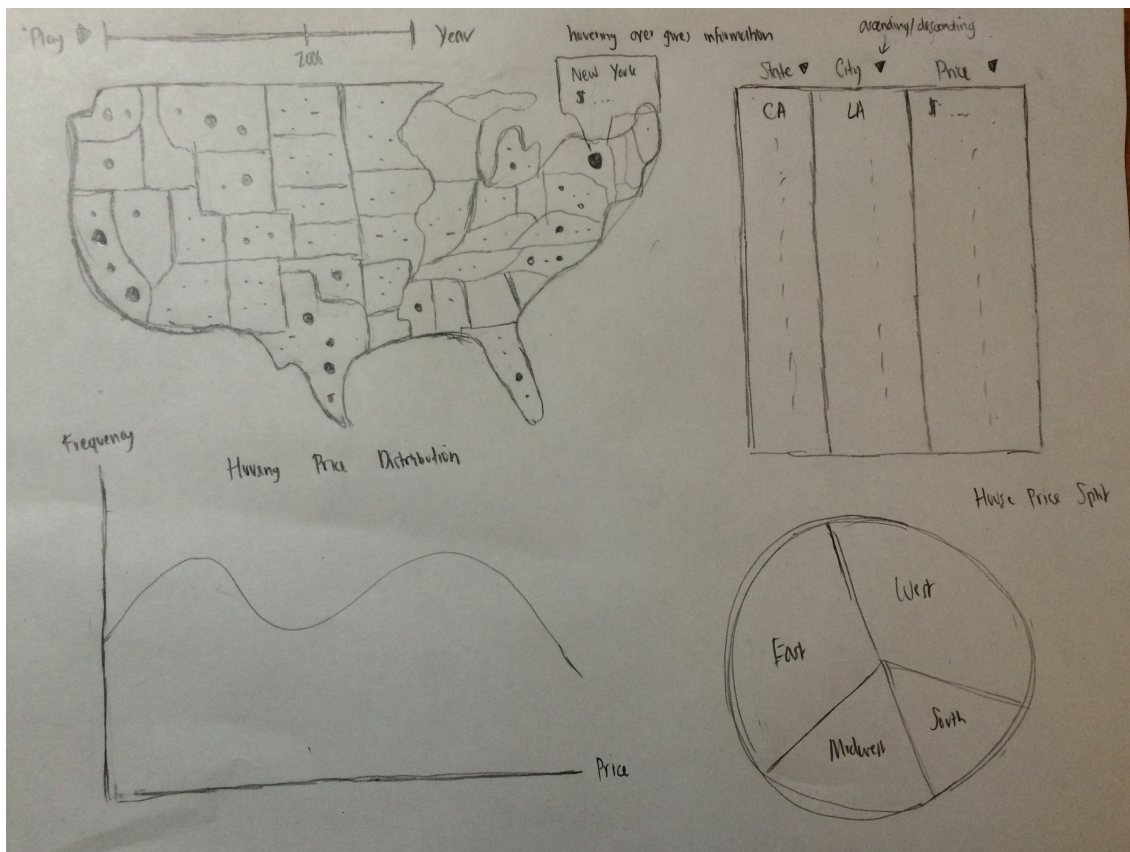 Play
Year
2006
hovering over gives information
New York
$ ...
ascending/descending
State City Price
CA LA $ ...
Frequency
Housing Price Distribution
Price
House Price Split
West
East
South
Midwest